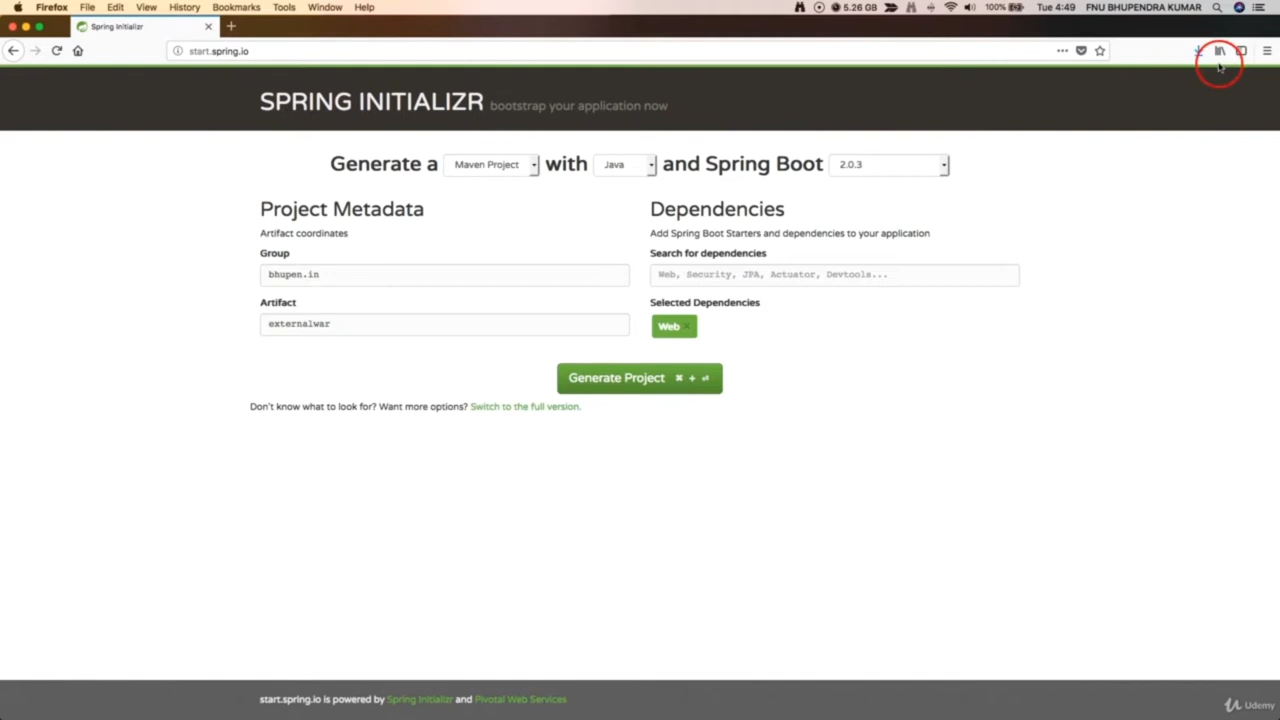 Firefox File Edit View History Bookmarks Tools Window Help 5.26 GB 100% Tue 4:49 FNU BHUPENDRA KUMAR
Spring Initializr
start.spring.io
SPRING INITIALIZR bootstrap your application now
Generate a Maven Project with Java and Spring Boot 2.0.3
Project Metadata
Artifact coordinates
Group
bhupen.in
Artifact
externalwar
Dependencies
Add Spring Boot Starters and dependencies to your application
Search for dependencies
Web, Security, JPA, Actuator, Devtools...
Selected Dependencies
Web ×
Generate Project ⌘ + ⏎
Don't know what to look for? Want more options? Switch to the full version.
start.spring.io is powered by Spring Initializr and Pivotal Web Services
Udemy